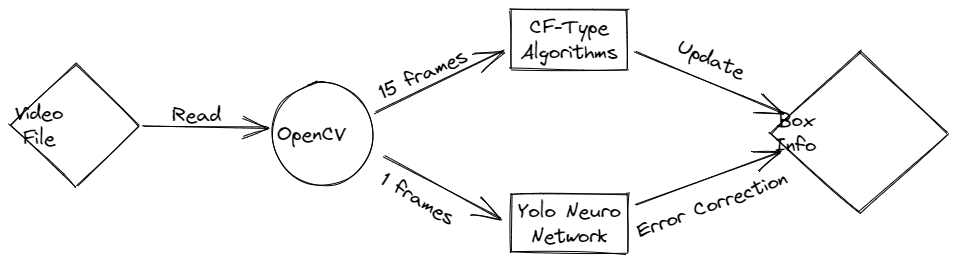 Video
File
Read
OpenCV
15 frames
1 frames
CF-Type
Algorithms
Yolo Neuro
Network
Update
Error Correction
Box
Info